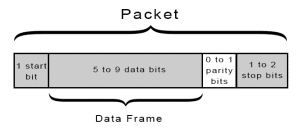 Packet
1 start
bit
5 to 9 data bits
0 to 1
parity
bits
1 to 2
stop bits
Data Frame